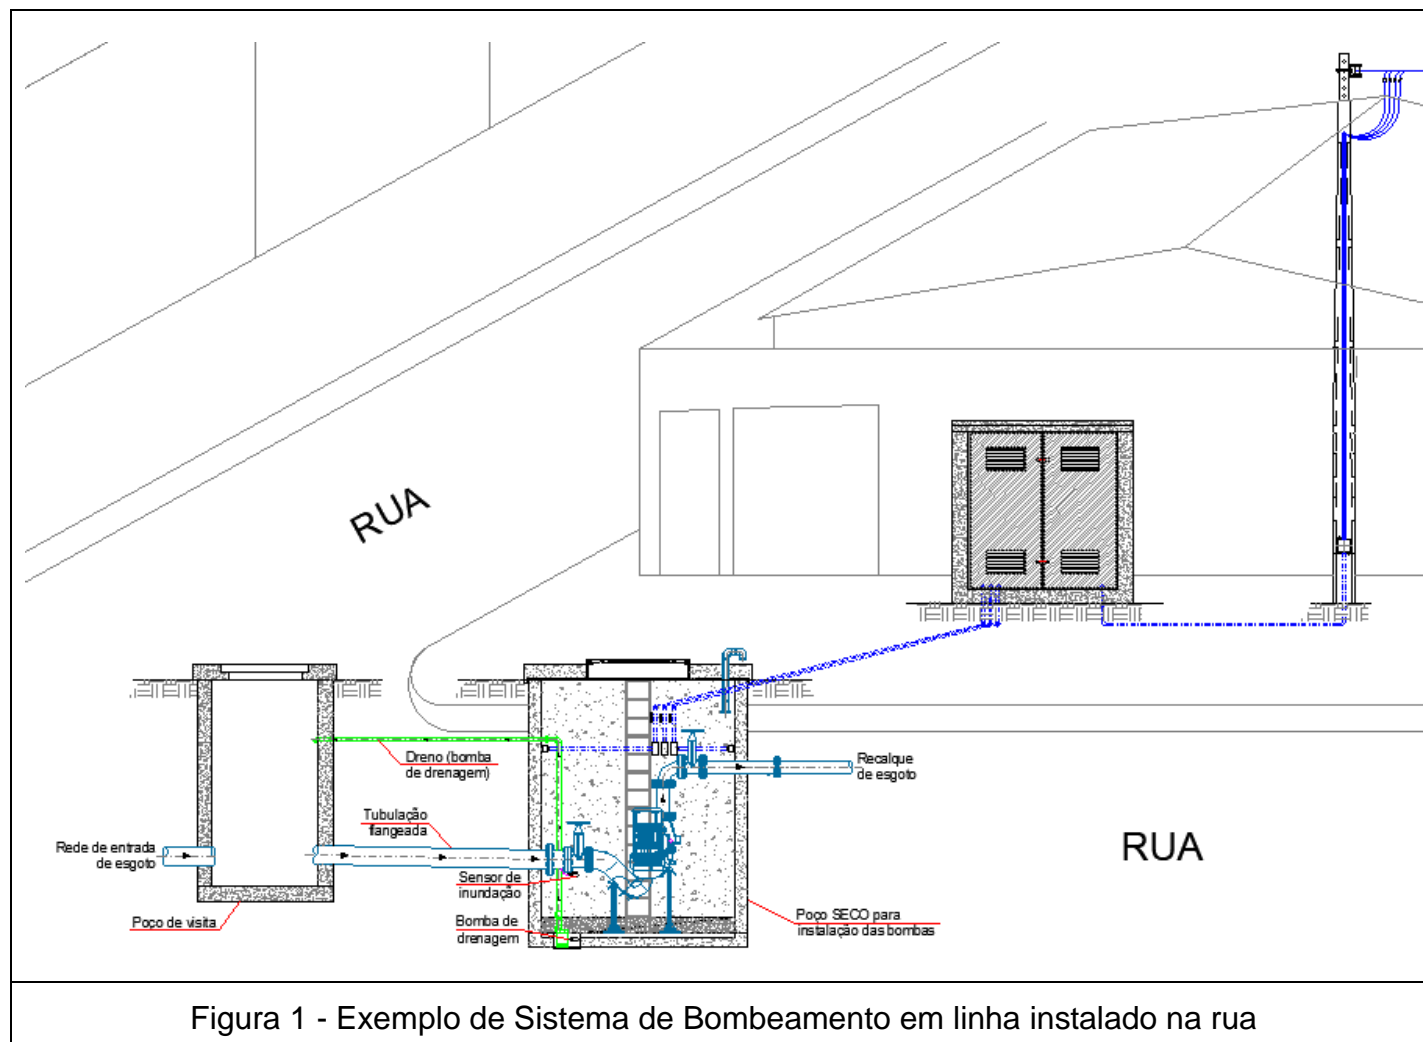 RUA
Dreno (bomba
de drenagem)
Recalque
de esgoto
Tubulação
flangeada
Rede de entrada
de esgoto
RUA
Sensor de
inundação
Poço de visita
Bomba de
drenagem
Poço SECO para
instalação das bombas
Figura 1 - Exemplo de Sistema de Bombeamento em linha instalado na rua